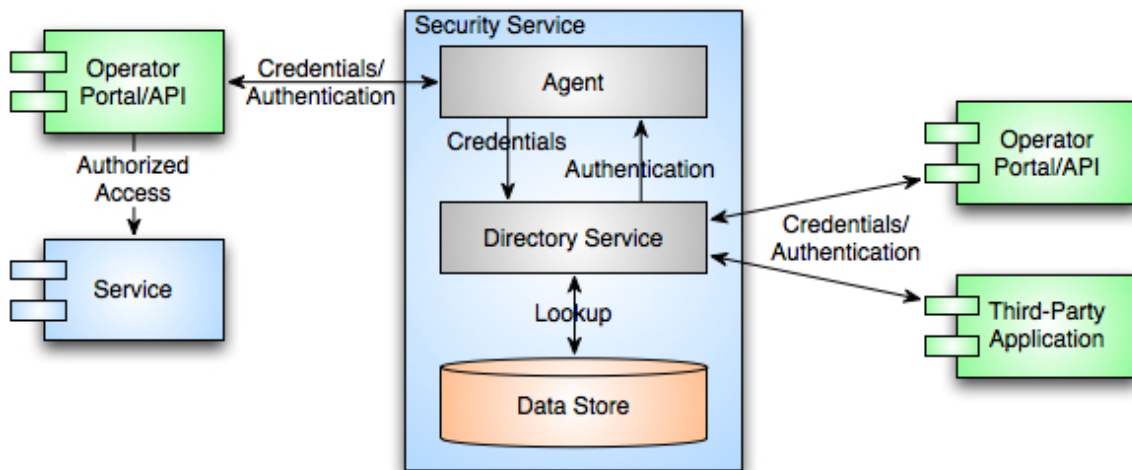 Security Service
Operator
Portal/API
Credentials/
Authentication
Agent
Authorized
Access
Credentials
Authentication
Service
Directory Service
Operator
Portal/API
Credentials/
Authentication
Lookup
Third-Party
Application
Data Store